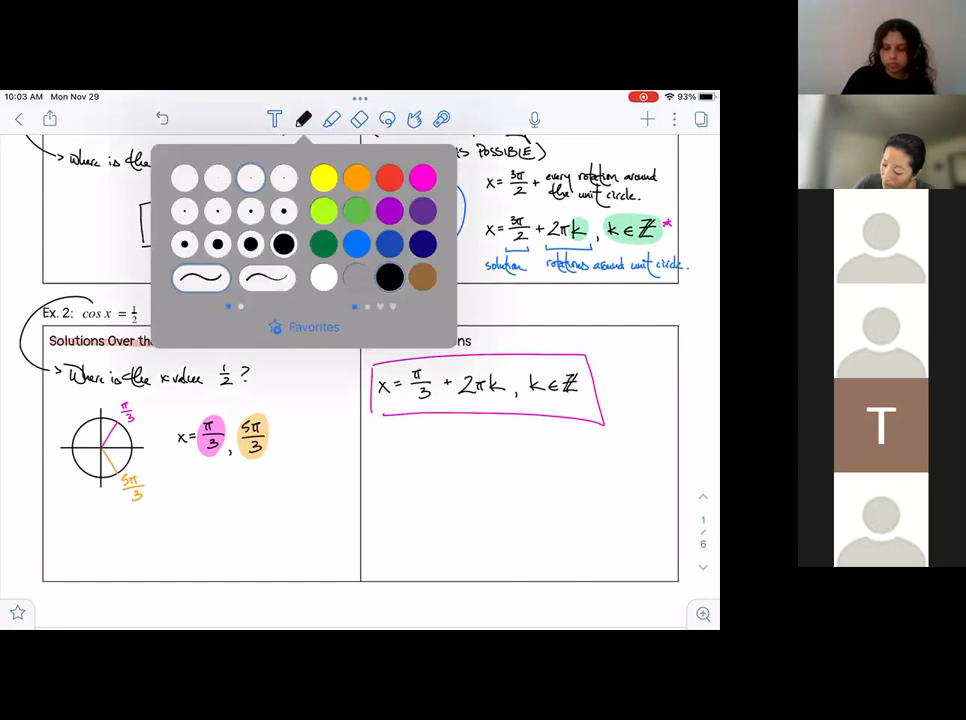 10:03 AM Mon Nov 29
93%
T
Where is the
AS POSSIBLE)
x = 3π/2 + every rotation around the unit circle.
x = 3π/2 + 2πk , k ∈ ℤ *
solution rotations around unit circle.
Favorites
Ex. 2: cos x = 1/2
Solutions Over th
ns
Where is the x value 1/2 ?
x = π/3 + 2πk , k ∈ ℤ
π/3
x = π/3 , 5π/3
5π/3
1
/
6
T